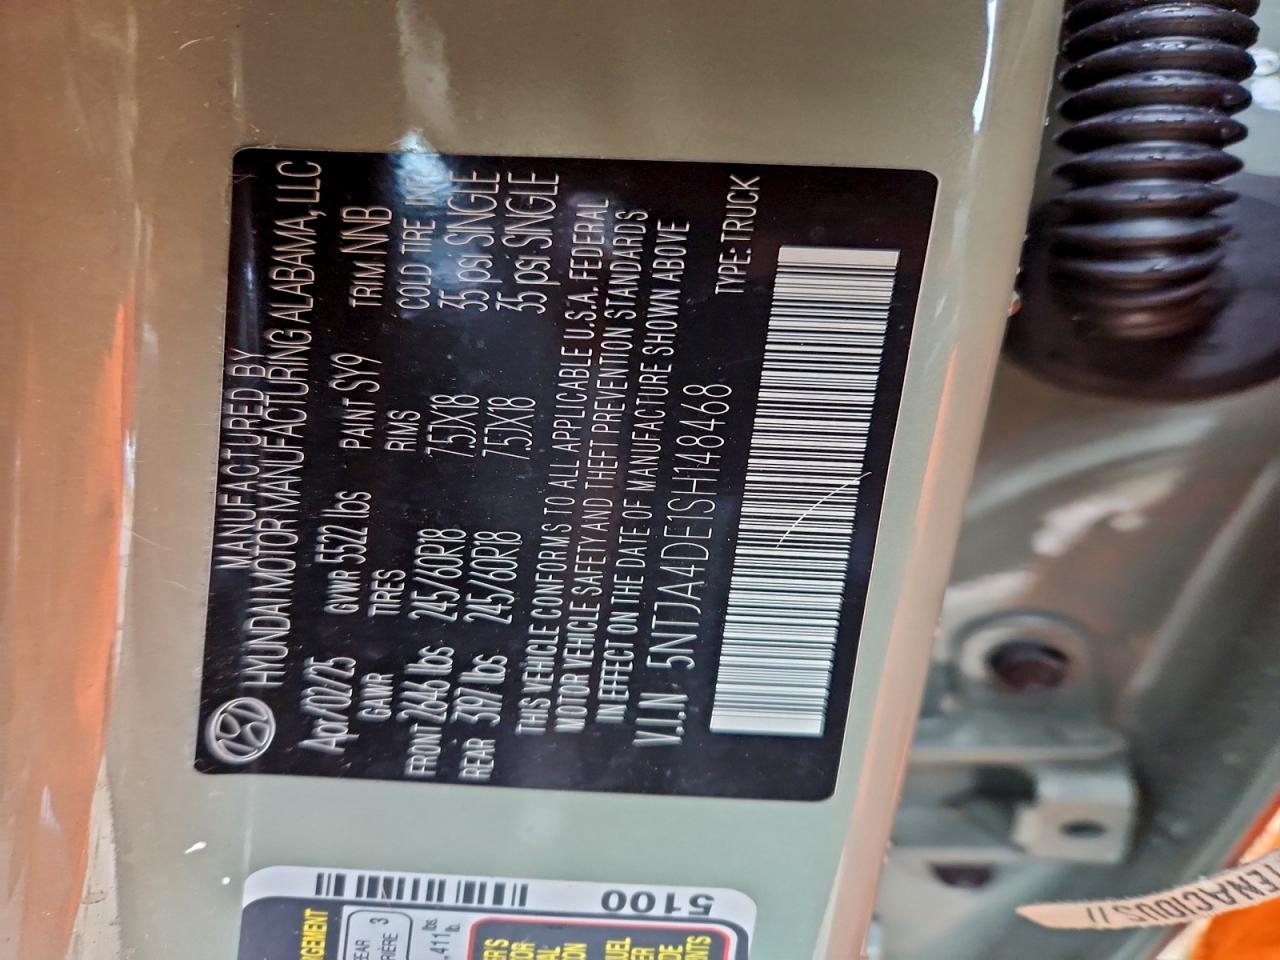 MANUFACTURED BY
HYUNDAI MOTOR MANUFACTURING ALABAMA, LLC
Apr/02/25 GVWR 5522 lbs PAINT SY9 TRIM NNB
GAWR TIRES RIMS COLD TIRE INF.
FRONT 2646 lbs 245/60R18 7.5JX18 35 psi SINGLE
REAR 3197 lbs 245/60R18 7.5JX18 35 psi SINGLE
THIS VEHICLE CONFORMS TO ALL APPLICABLE U.S.A. FEDERAL
MOTOR VEHICLE SAFETY AND THEFT PREVENTION STANDARDS
IN EFFECT ON THE DATE OF MANUFACTURE SHOWN ABOVE
V.I.N 5NTJA4DE1SH148468
TYPE: TRUCK
5100
3
TENACIOUS //